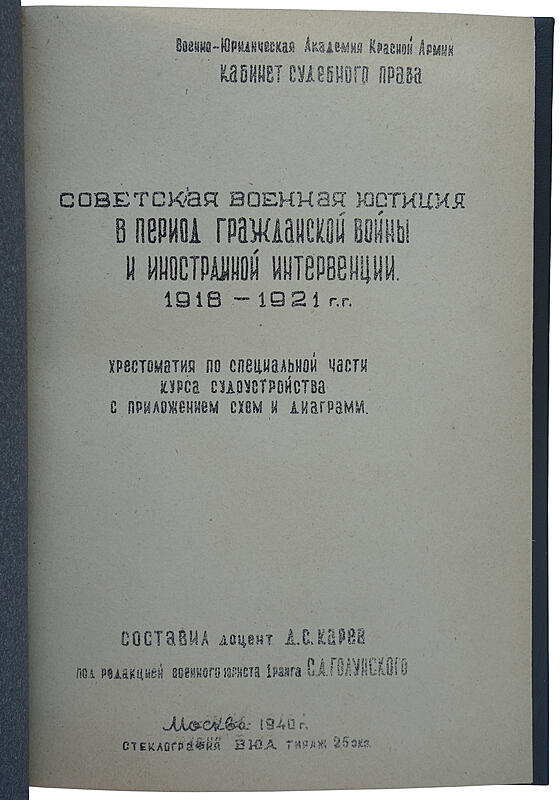 Военно-Юридическая Академия Красной Армии
Кабинет судебного права
СОВЕТСКАЯ ВОЕННАЯ ЮСТИЦИЯ
В ПЕРИОД ГРАЖДАНСКОЙ ВОЙНЫ
И ИНОСТРАННОЙ ИНТЕРВЕНЦИИ.
1918 – 1921 г.г.
ХРЕСТОМАТИЯ ПО СПЕЦИАЛЬНОЙ ЧАСТИ
КУРСА СУДОУСТРОЙСТВА
С ПРИЛОЖЕНИЕМ СХЕМ И ДИАГРАММ.
СОСТАВИЛ доцент Д.С. КАРЕВ
под редакцией военного юриста 1 ранга С.А. ГОЛУНСКОГО
Москва 1940 г.
СТЕКЛОГРАФИЯ ВЮА ТИРАЖ 25 экз.